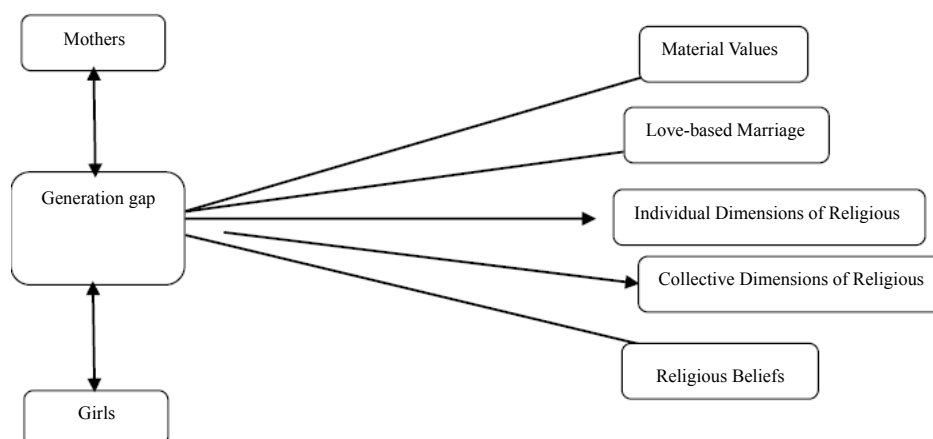 Mothers
Material Values
Love-based Marriage
Generation gap
Individual Dimensions of Religious
Collective Dimensions of Religious
Religious Beliefs
Girls